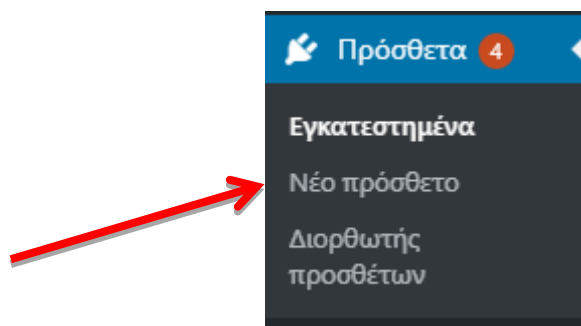 Πρόσθετα 4
Εγκατεστημένα
Νέο πρόσθετο
Διορθωτής
προσθέτων